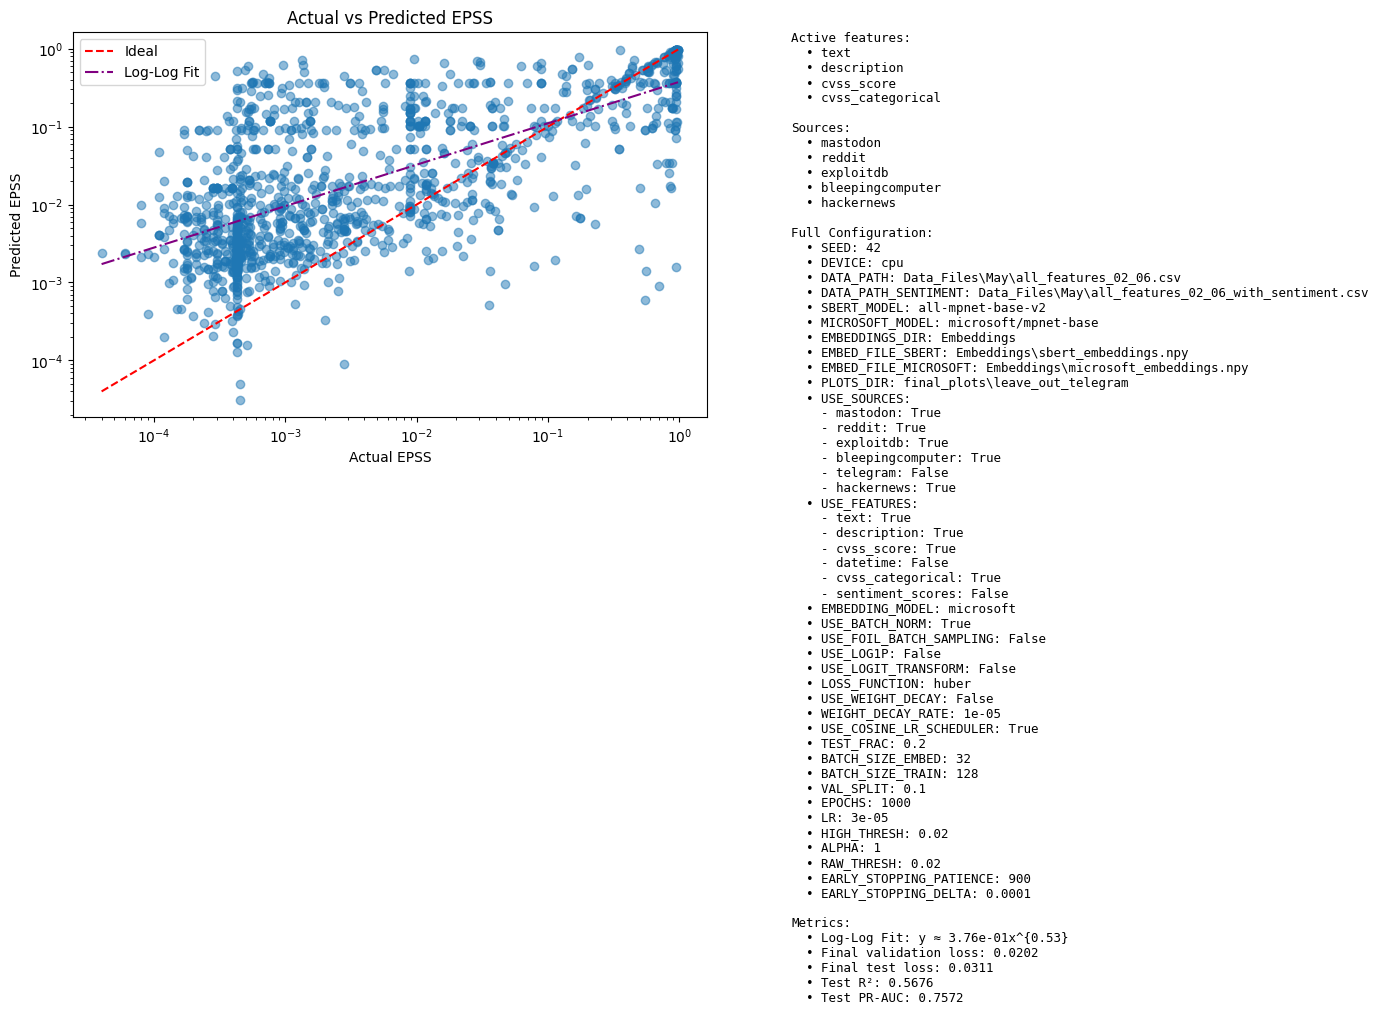 Actual vs Predicted EPSS
Ideal
Log-Log Fit
Predicted EPSS
10^0
10^-1
10^-2
10^-3
10^-4
10^-4
10^-3
10^-2
10^-1
10^0
Actual EPSS
Active features:
• text
• description
• cvss_score
• cvss_categorical
Sources:
• mastodon
• reddit
• exploitdb
• bleepingcomputer
• hackernews
Full Configuration:
• SEED: 42
• DEVICE: cpu
• DATA_PATH: Data_Files\May\all_features_02_06.csv
• DATA_PATH_SENTIMENT: Data_Files\May\all_features_02_06_with_sentiment.csv
• SBERT_MODEL: all-mpnet-base-v2
• MICROSOFT_MODEL: microsoft/mpnet-base
• EMBEDDINGS_DIR: Embeddings
• EMBED_FILE_SBERT: Embeddings\sbert_embeddings.npy
• EMBED_FILE_MICROSOFT: Embeddings\microsoft_embeddings.npy
• PLOTS_DIR: final_plots\leave_out_telegram
• USE_SOURCES:
- mastodon: True
- reddit: True
- exploitdb: True
- bleepingcomputer: True
- telegram: False
- hackernews: True
• USE_FEATURES:
- text: True
- description: True
- cvss_score: True
- datetime: False
- cvss_categorical: True
- sentiment_scores: False
• EMBEDDING_MODEL: microsoft
• USE_BATCH_NORM: True
• USE_FOIL_BATCH_SAMPLING: False
• USE_LOG1P: False
• USE_LOGIT_TRANSFORM: False
• LOSS_FUNCTION: huber
• USE_WEIGHT_DECAY: False
• WEIGHT_DECAY_RATE: 1e-05
• USE_COSINE_LR_SCHEDULER: True
• TEST_FRAC: 0.2
• BATCH_SIZE_EMBED: 32
• BATCH_SIZE_TRAIN: 128
• VAL_SPLIT: 0.1
• EPOCHS: 1000
• LR: 3e-05
• HIGH_THRESH: 0.02
• ALPHA: 1
• RAW_THRESH: 0.02
• EARLY_STOPPING_PATIENCE: 900
• EARLY_STOPPING_DELTA: 0.0001
Metrics:
• Log-Log Fit: y ≈ 3.76e-01x^{0.53}
• Final validation loss: 0.0202
• Final test loss: 0.0311
• Test R²: 0.5676
• Test PR-AUC: 0.7572